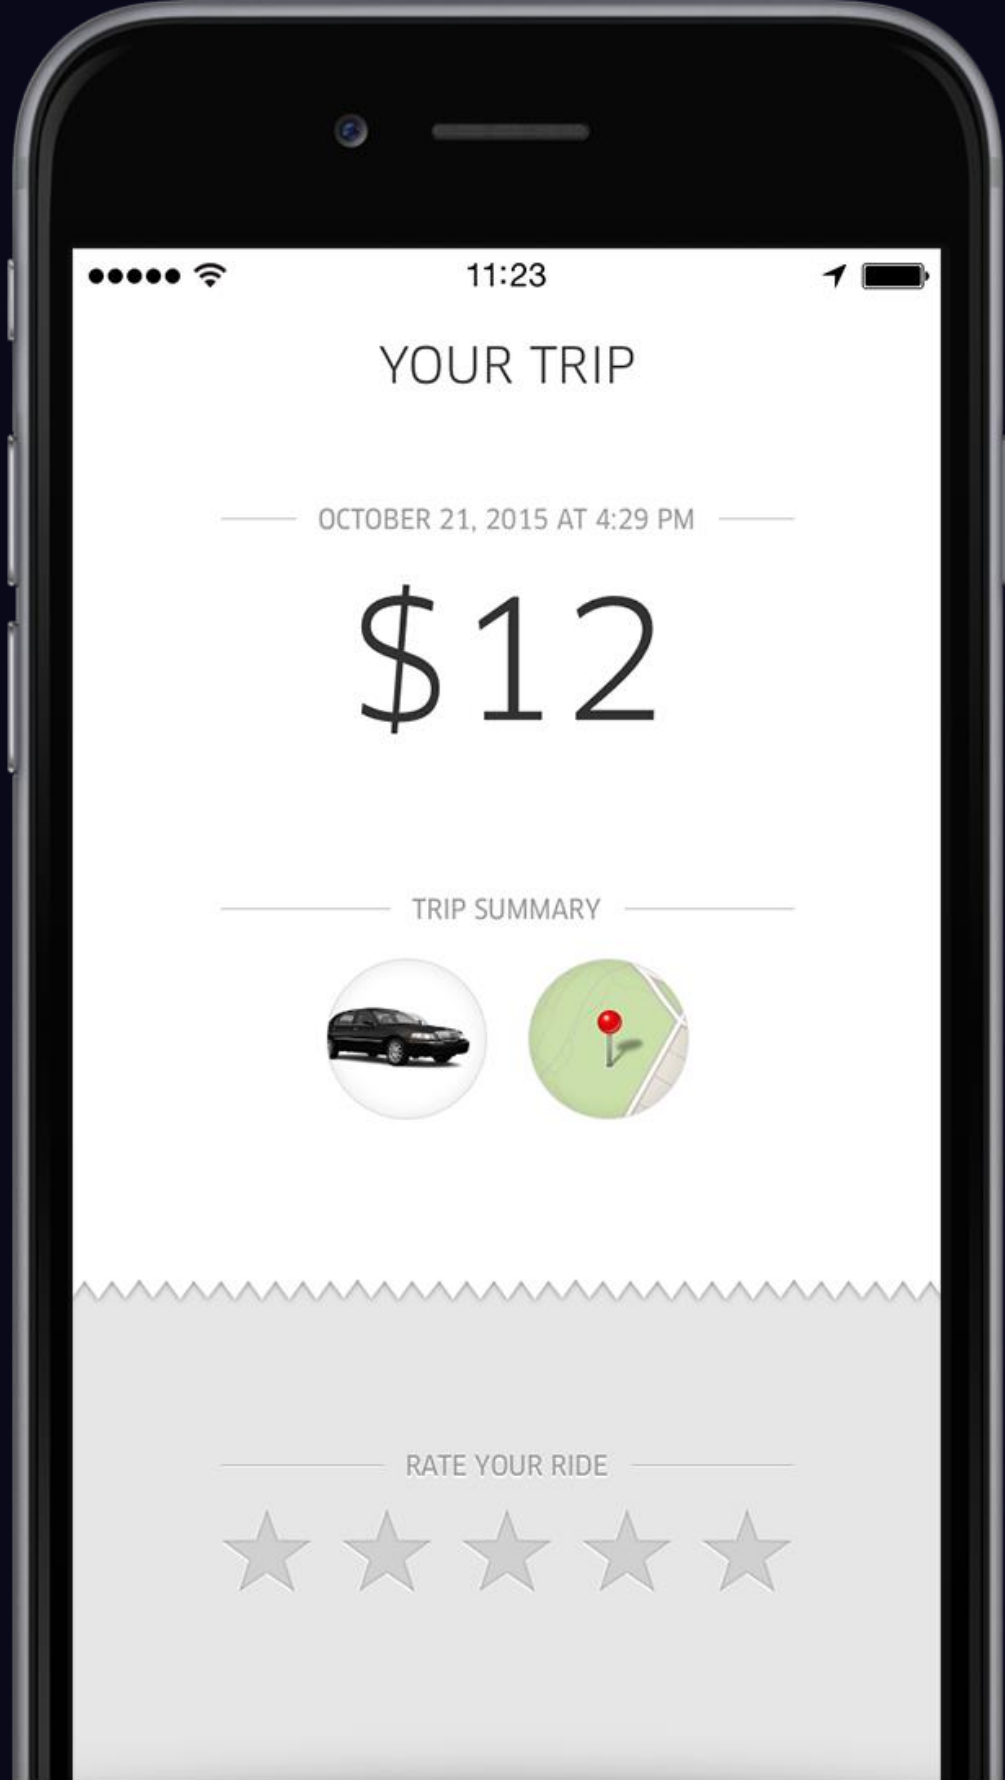 11:23
YOUR TRIP
OCTOBER 21, 2015 AT 4:29 PM
$12
TRIP SUMMARY
RATE YOUR RIDE